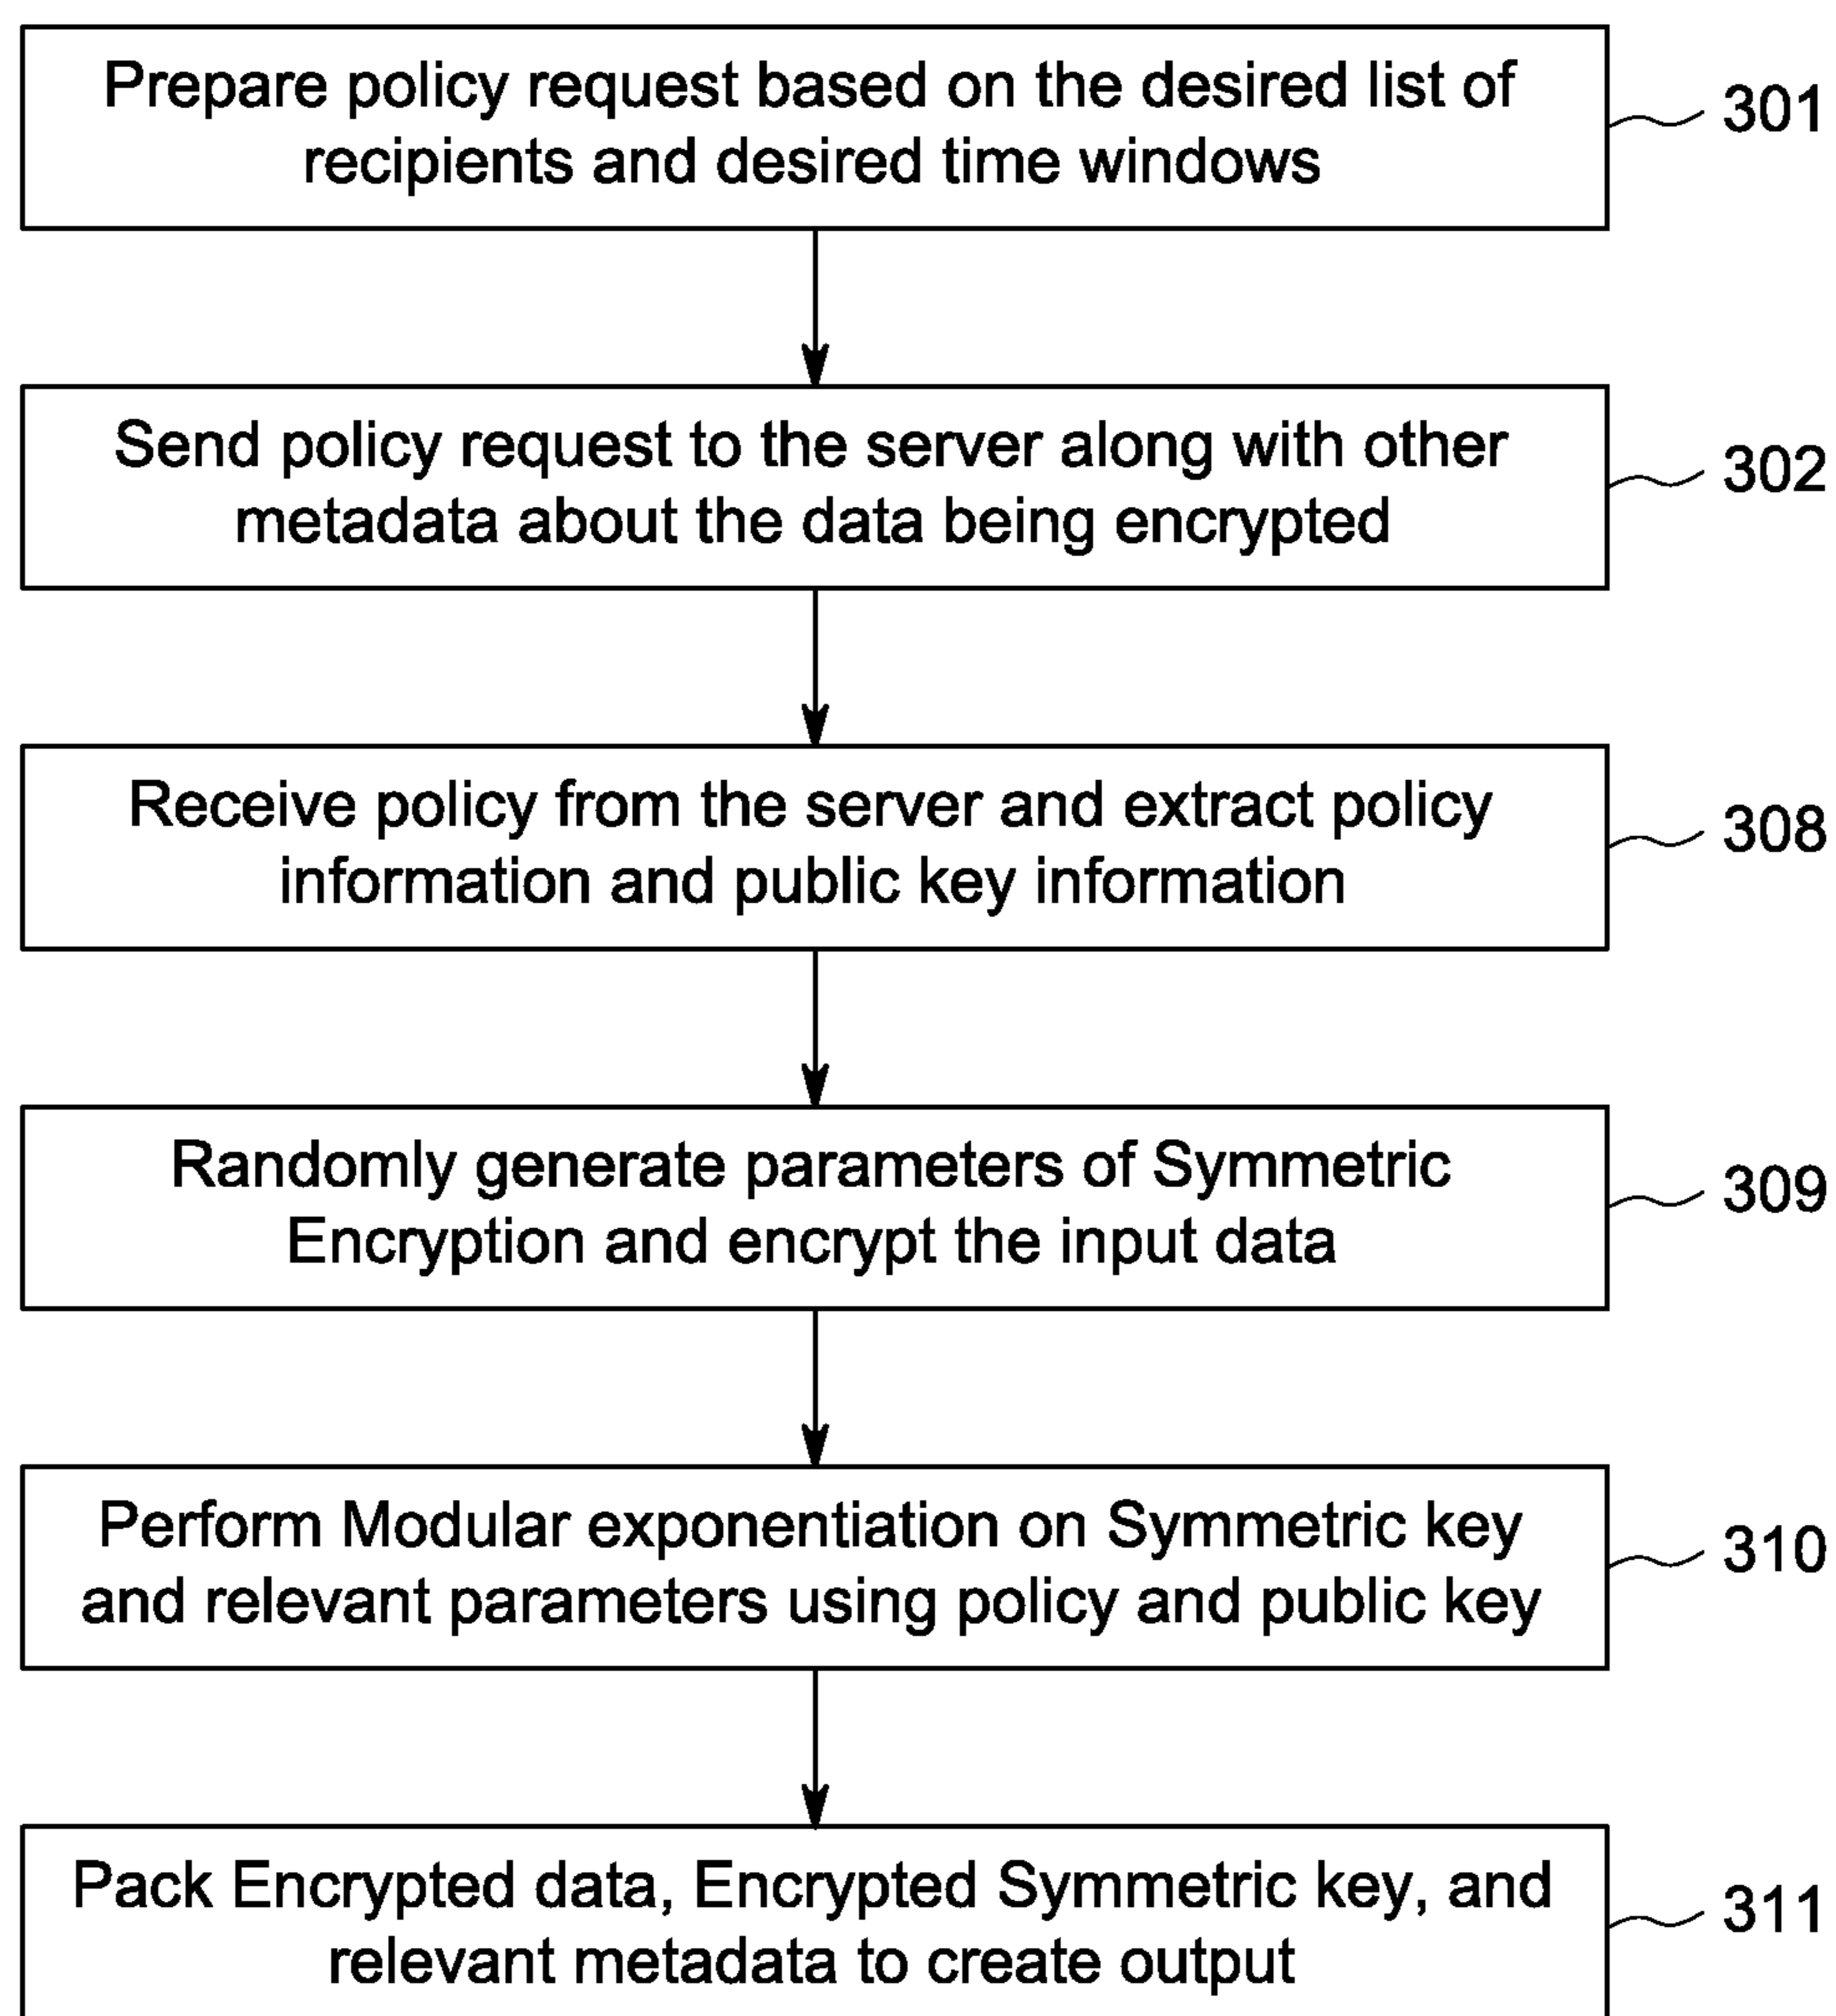 Prepare policy request based on the desired list of
recipients and desired time windows
301
Send policy request to the server along with other
metadata about the data being encrypted
302
Receive policy from the server and extract policy
information and public key information
308
Randomly generate parameters of Symmetric
Encryption and encrypt the input data
309
Perform Modular exponentiation on Symmetric key
and relevant parameters using policy and public key
310
Pack Encrypted data, Encrypted Symmetric key, and
relevant metadata to create output
311